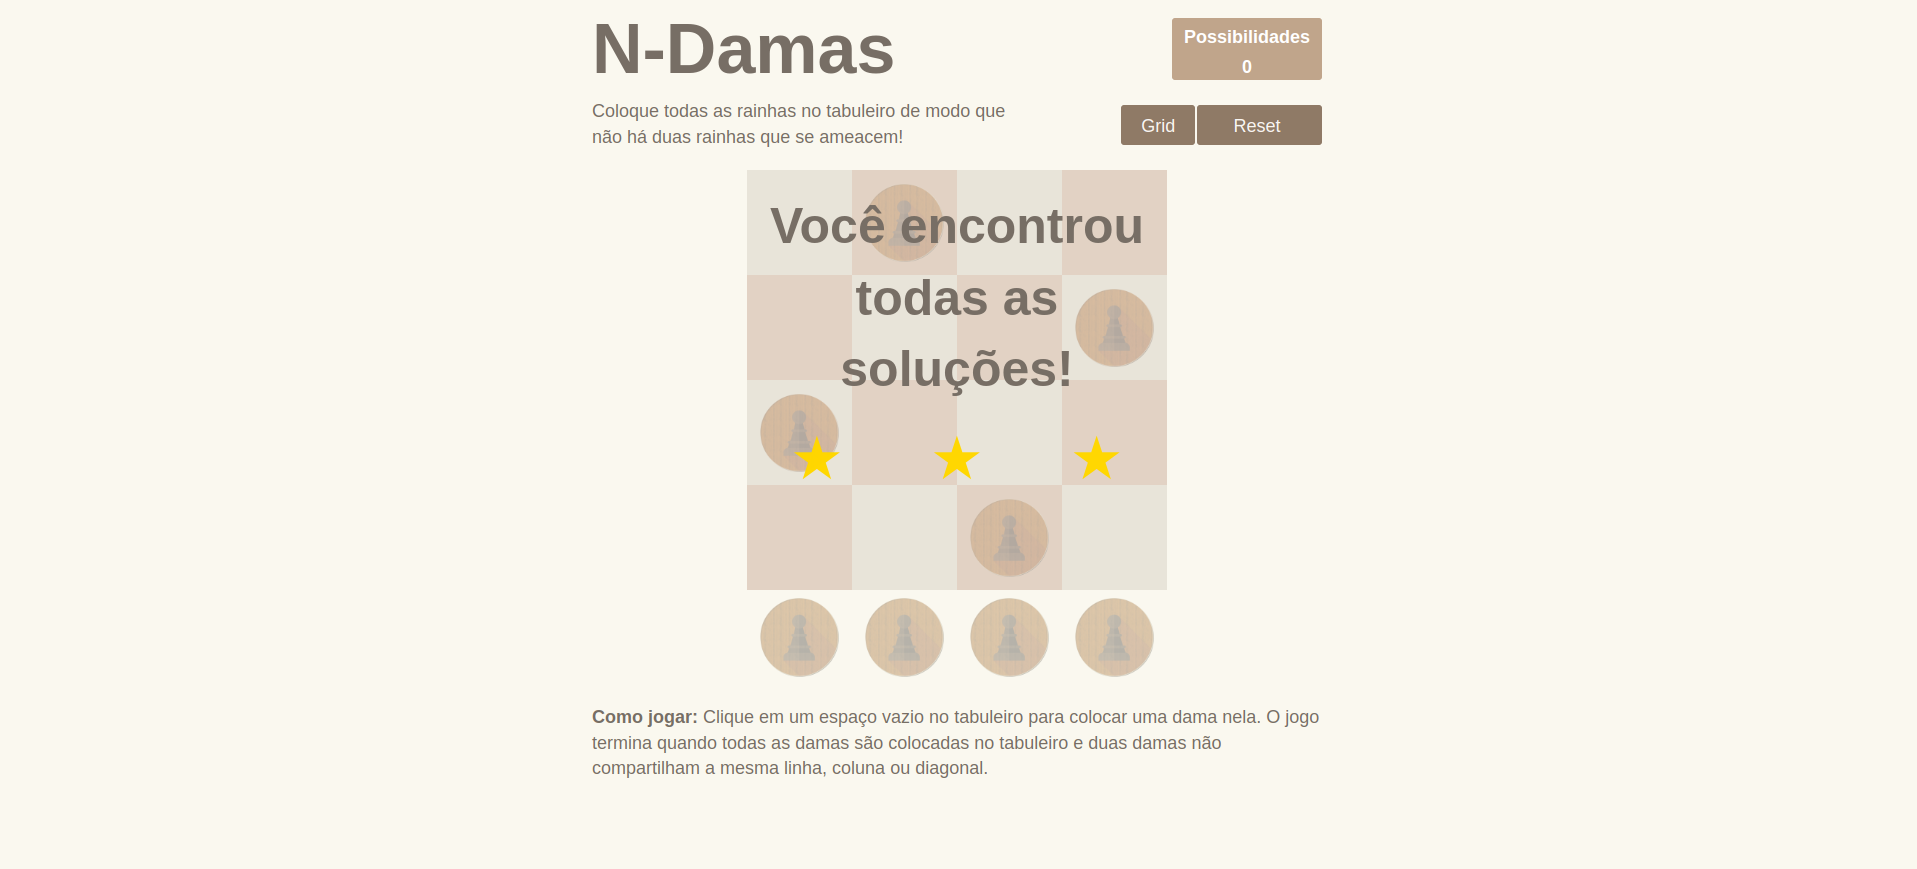 N-Damas
Possibilidades
0
Coloque todas as rainhas no tabuleiro de modo que
não há duas rainhas que se ameacem!
Grid
Reset
Você encontrou
todas as
soluções!
Como jogar: Clique em um espaço vazio no tabuleiro para colocar uma dama nela. O jogo
termina quando todas as damas são colocadas no tabuleiro e duas damas não
compartilham a mesma linha, coluna ou diagonal.